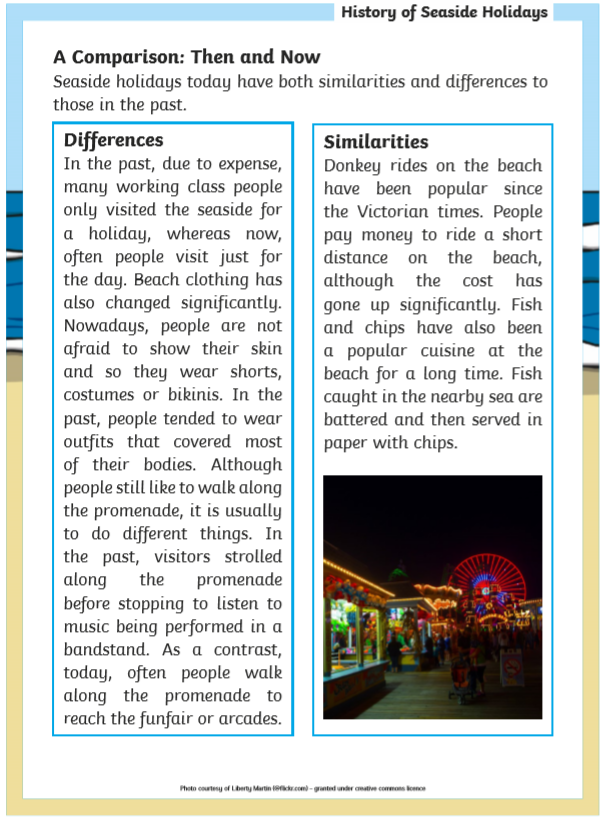 History of Seaside Holidays
A Comparison: Then and Now
Seaside holidays today have both similarities and differences to
those in the past.
Differences
In the past, due to expense,
many working class people
only visited the seaside for
a holiday, whereas now,
often people visit just for
the day. Beach clothing has
also changed significantly.
Nowadays, people are not
afraid to show their skin
and so they wear shorts,
costumes or bikinis. In the
past, people tended to wear
outfits that covered most
of their bodies. Although
people still like to walk along
the promenade, it is usually
to do different things. In
the past, visitors strolled
along the promenade
before stopping to listen to
music being performed in a
bandstand. As a contrast,
today, often people walk
along the promenade to
reach the funfair or arcades.
Similarities
Donkey rides on the beach
have been popular since
the Victorian times. People
pay money to ride a short
distance on the beach,
although the cost has
gone up significantly. Fish
and chips have also been
a popular cuisine at the
beach for a long time. Fish
caught in the nearby sea are
battered and then served in
paper with chips.
Photo courtesy of Liberty Martin (@flickr.com) – granted under creative commons licence